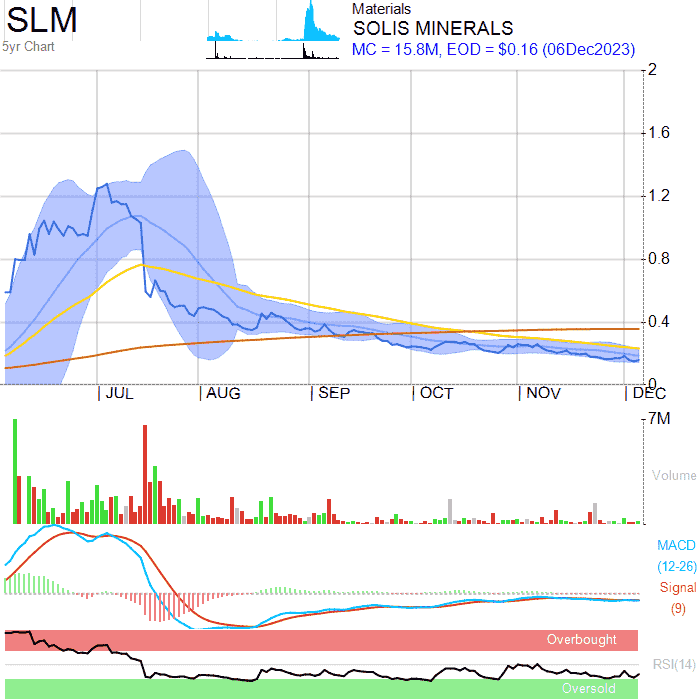 SLM
5yr Chart
Materials
SOLIS MINERALS
MC = 15.8M, EOD = $0.16 (06Dec2023)
2
1.6
1.2
0.8
0.4
0
JUL AUG SEP OCT NOV DEC
7M
Volume
MACD
(12-26)
Signal
(9)
Overbought
RSI(14)
Oversold